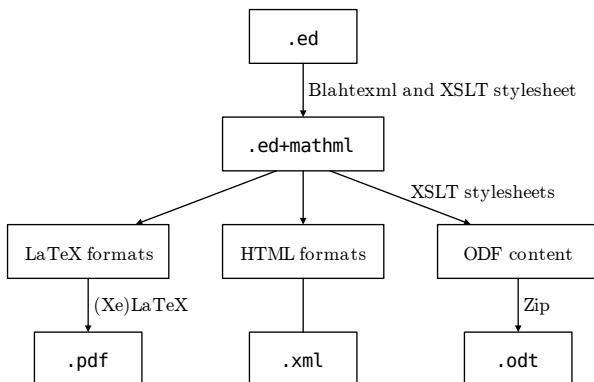 .ed
Blahtexml and XSLT stylesheet
.ed+mathml
XSLT stylesheets
LaTeX formats
HTML formats
ODF content
(Xe)LaTeX
Zip
.pdf
.xml
.odt